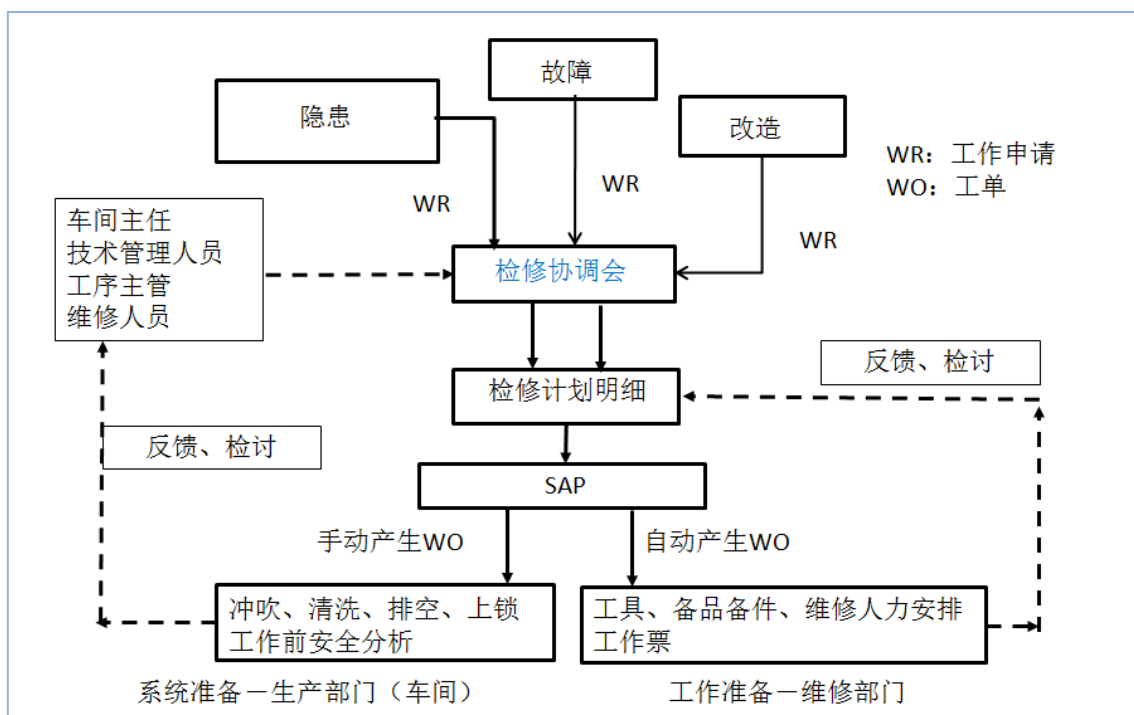 故障
隐患
改造
WR：工作申请
WO：工单
WR
WR
WR
车间主任
技术管理人员
工序主管
维修人员
检修协调会
反馈、检讨
检修计划明细
反馈、检讨
SAP
手动产生WO
自动产生WO
冲吹、清洗、排空、上锁
工作前安全分析
工具、备品备件、维修人力安排
工作票
系统准备－生产部门（车间）
工作准备－维修部门